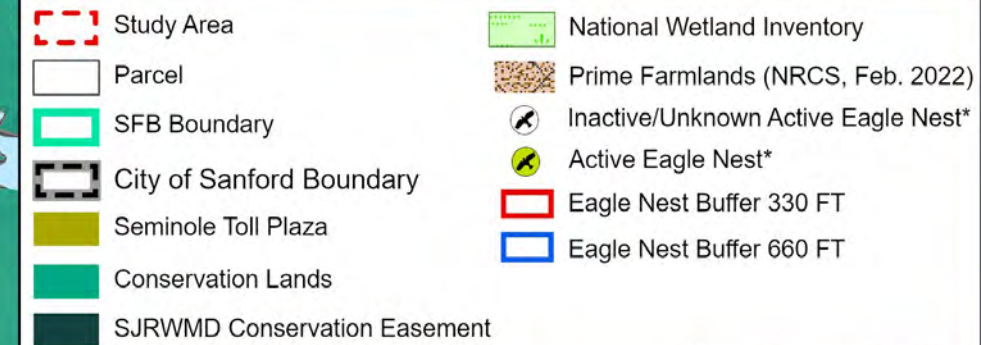 Study Area
Parcel
SFB Boundary
City of Sanford Boundary
Seminole Toll Plaza
Conservation Lands
SJRWMD Conservation Easement
National Wetland Inventory
Prime Farmlands (NRCS, Feb. 2022)
Inactive/Unknown Active Eagle Nest*
Active Eagle Nest*
Eagle Nest Buffer 330 FT
Eagle Nest Buffer 660 FT